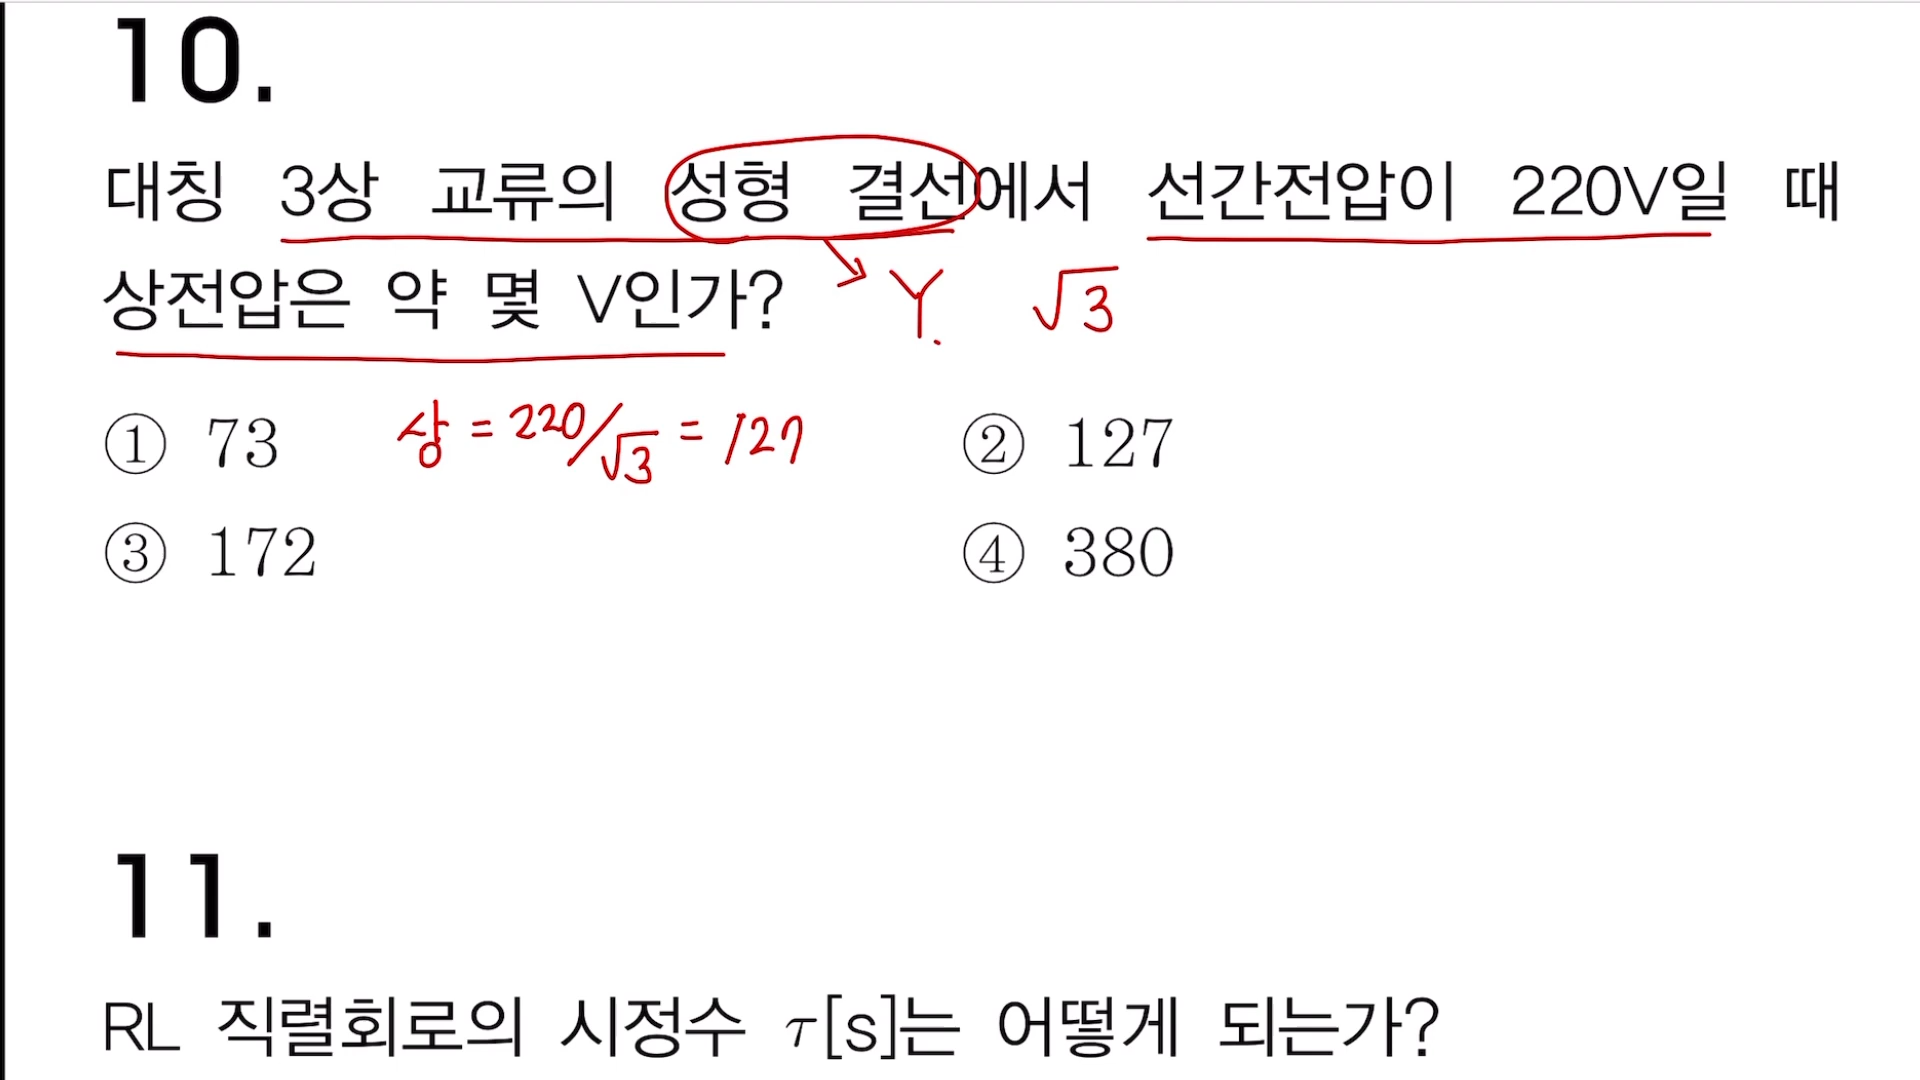 10.
대칭 3상 교류의 성형 결선에서 선간전압이 220V일 때
상전압은 약 몇 V인가?
Y. √3
① 73
상 = 220/√3 = 127
② 127
③ 172
④ 380
11.
RL 직렬회로의 시정수 τ[s]는 어떻게 되는가?